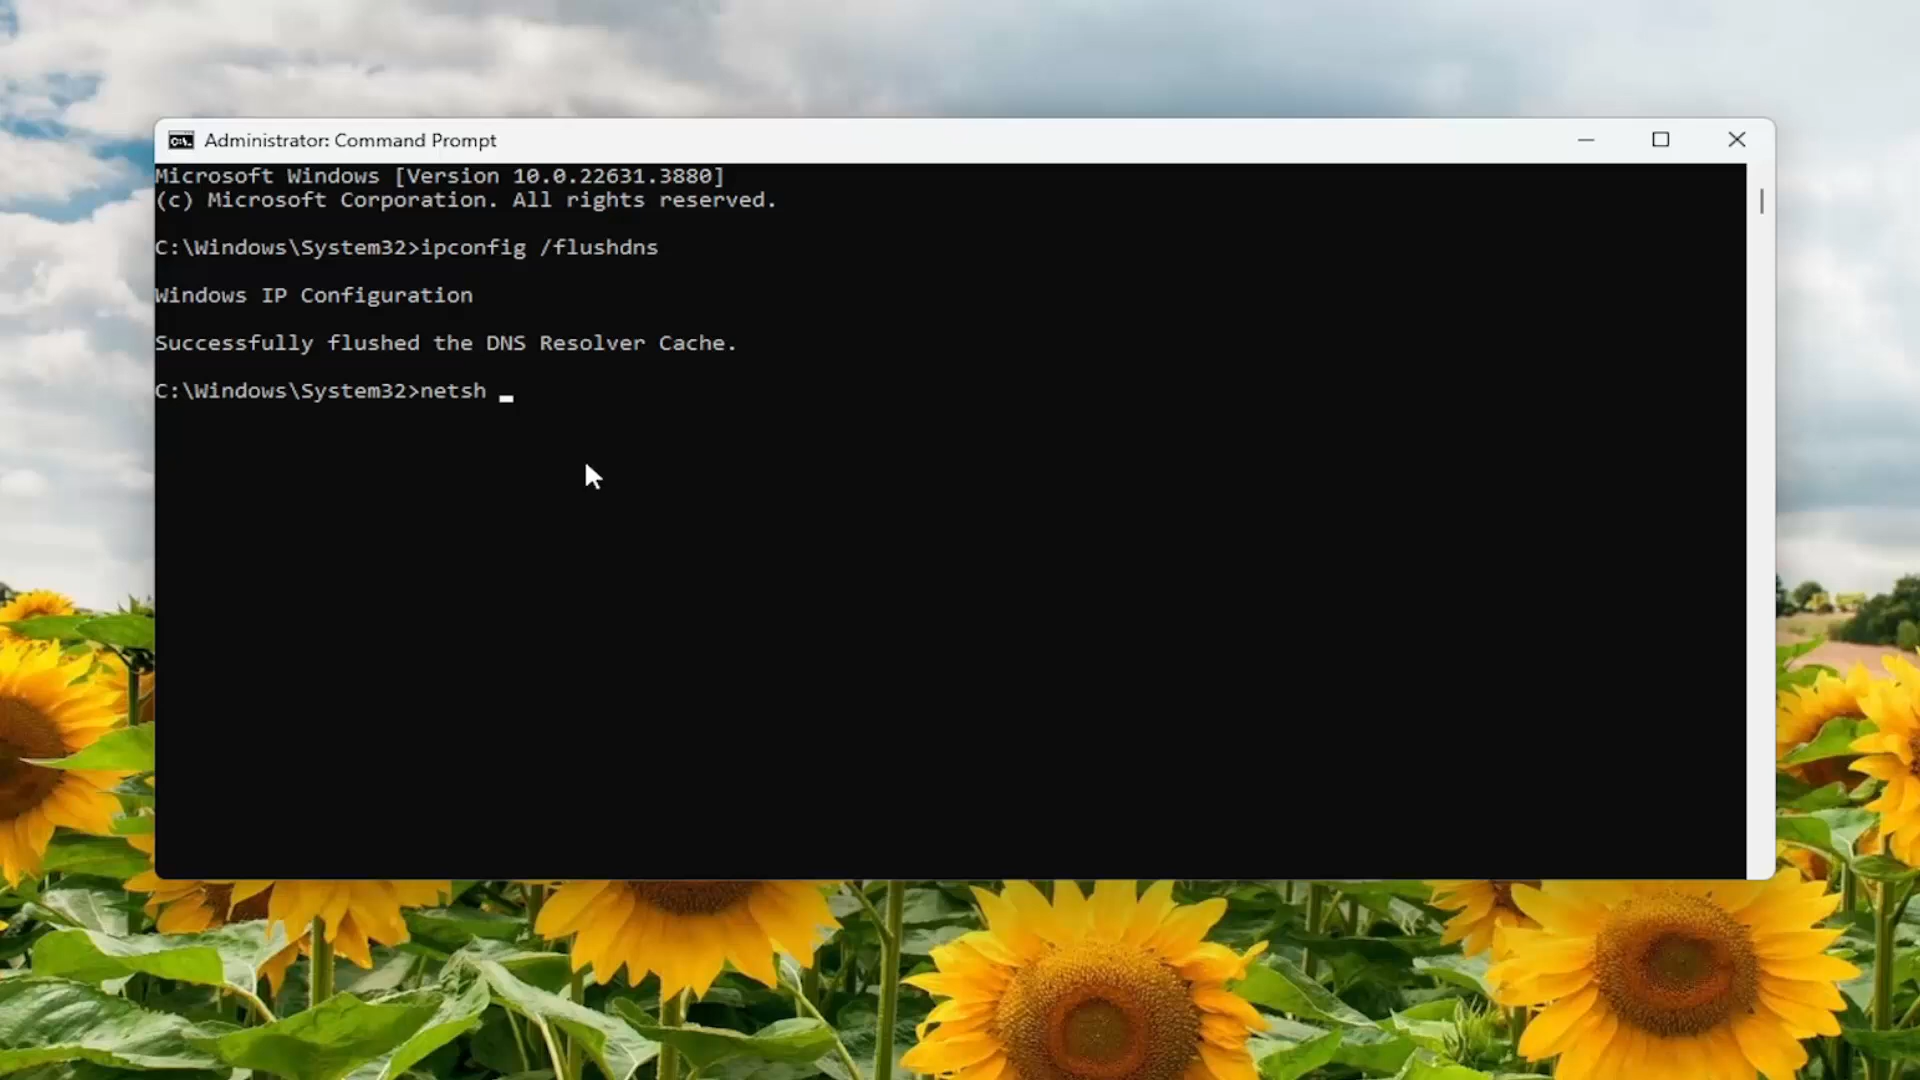 Administrator: Command Prompt
Microsoft Windows [Version 10.0.22631.3880]
(c) Microsoft Corporation. All rights reserved.
C:\Windows\System32>ipconfig /flushdns
Windows IP Configuration
Successfully flushed the DNS Resolver Cache.
C:\Windows\System32>netsh